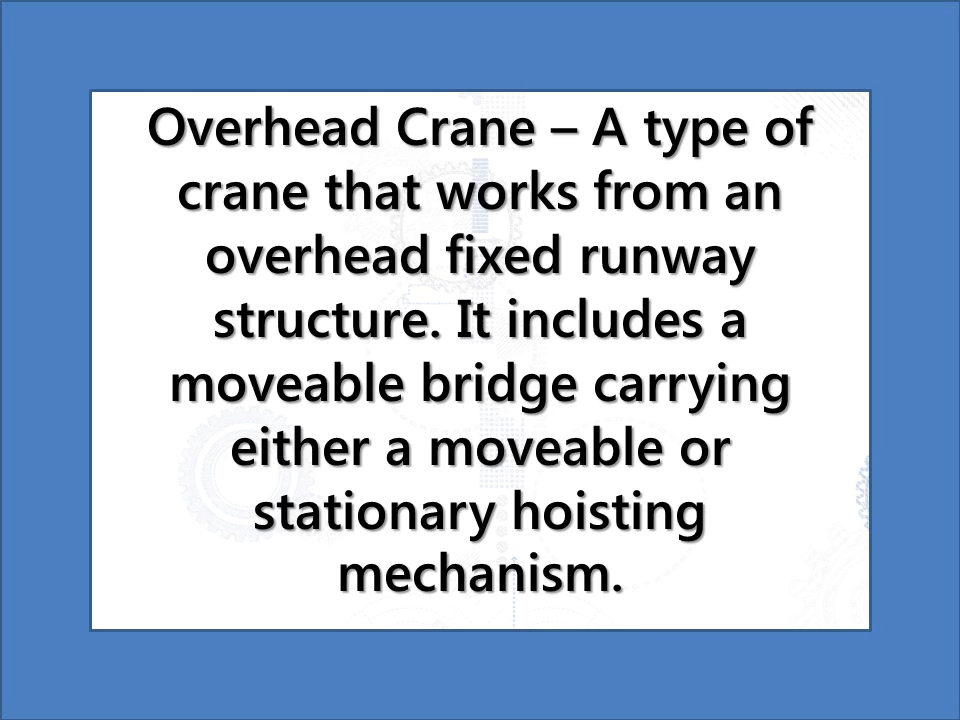 Overhead Crane – A type of
crane that works from an
overhead fixed runway
structure. It includes a
moveable bridge carrying
either a moveable or
stationary hoisting
mechanism.